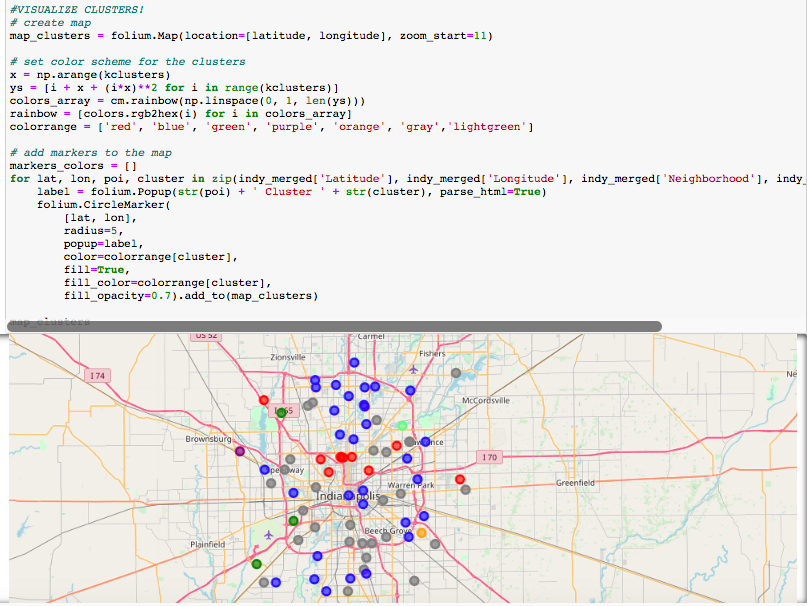 #VISUALIZE CLUSTERS!
# create map
map_clusters = folium.Map(location=[latitude, longitude], zoom_start=11)
# set color scheme for the clusters
x = np.arange(kclusters)
ys = [i + x + (i*x)**2 for i in range(kclusters)]
colors_array = cm.rainbow(np.linspace(0, 1, len(ys)))
rainbow = [colors.rgb2hex(i) for i in colors_array]
colorrange = ['red', 'blue', 'green', 'purple', 'orange', 'gray','lightgreen']
# add markers to the map
markers_colors = []
for lat, lon, poi, cluster in zip(indy_merged['Latitude'], indy_merged['Longitude'], indy_merged['Neighborhood'], indy_
label = folium.Popup(str(poi) + ' Cluster ' + str(cluster), parse_html=True)
folium.CircleMarker(
[lat, lon],
radius=5,
popup=label,
color=colorrange[cluster],
fill=True,
fill_color=colorrange[cluster],
fill_opacity=0.7).add_to(map_clusters)
map_clusters
US 52
Carmel
Zionsville
Fishers
I 74
Ne
McCordsville
Brownsburg
I 70
Greenfield
Warren Park
Indianapolis
Beech Grove
Plainfield